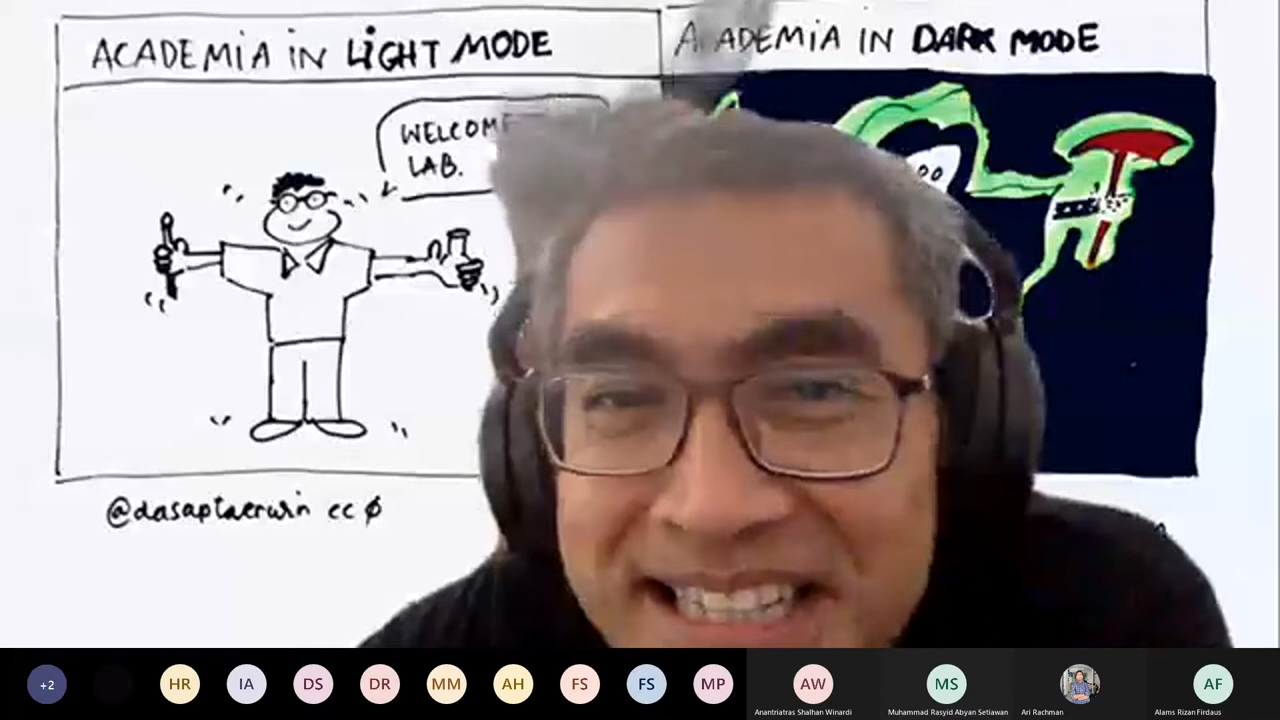 ACADEMIA iN LiGHT MODE
A ADEMiA IN DARK MODE
WELCOME
LAB.
@dasaptaerwin cc ∅
+2
HR
IA
DS
DR
MM
AH
FS
FS
MP
AW
MS
AF
Anantriatras Shalhan Winardi
Muhammad Rasyid Abyan Setiawan
Ari Rachman
Alams Rizan Firdaus